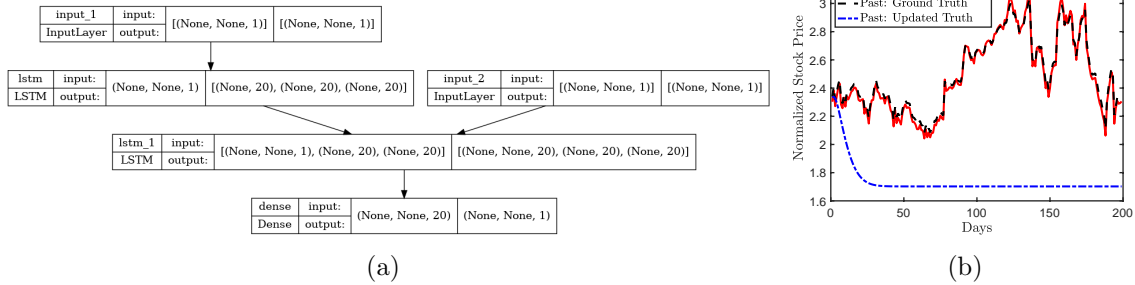 input_1 input: [(None, None, 1)] [(None, None, 1)]
InputLayer output:
lstm input: (None, None, 1) [(None, 20), (None, 20), (None, 20)]
LSTM output:
input_2 input: [(None, None, 1)] [(None, None, 1)]
InputLayer output:
lstm_1 input: [(None, None, 1), (None, 20), (None, 20)] [(None, None, 20), (None, 20), (None, 20)]
LSTM output:
dense input: (None, None, 20) (None, None, 1)
Dense output:
(a)
Past: Ground Truth
Past: Updated Truth
Normalized Stock Price
3
2.8
2.6
2.4
2.2
2
1.8
1.6
0 50 100 150 200
Days
(b)